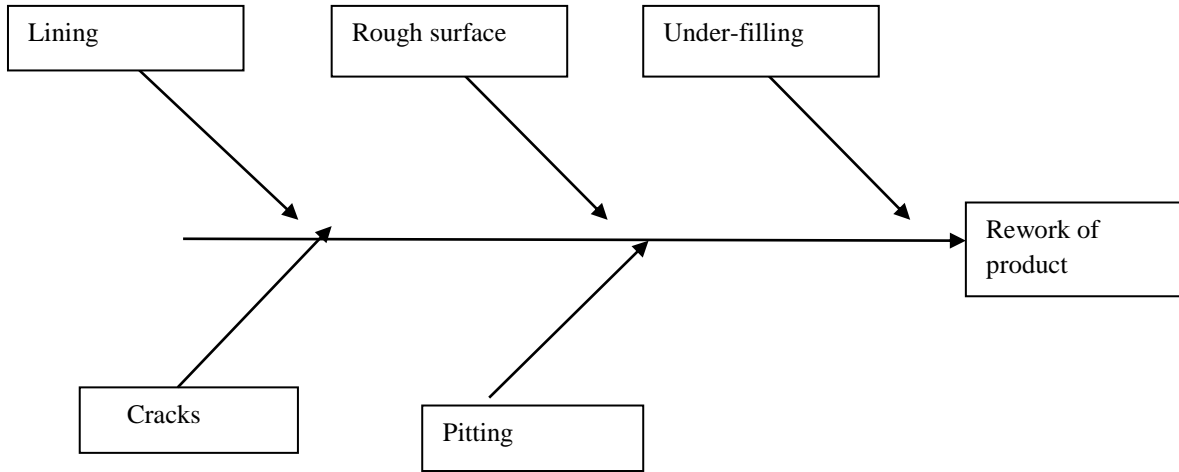 Lining
Rough surface
Under-filling
Rework of
product
Cracks
Pitting